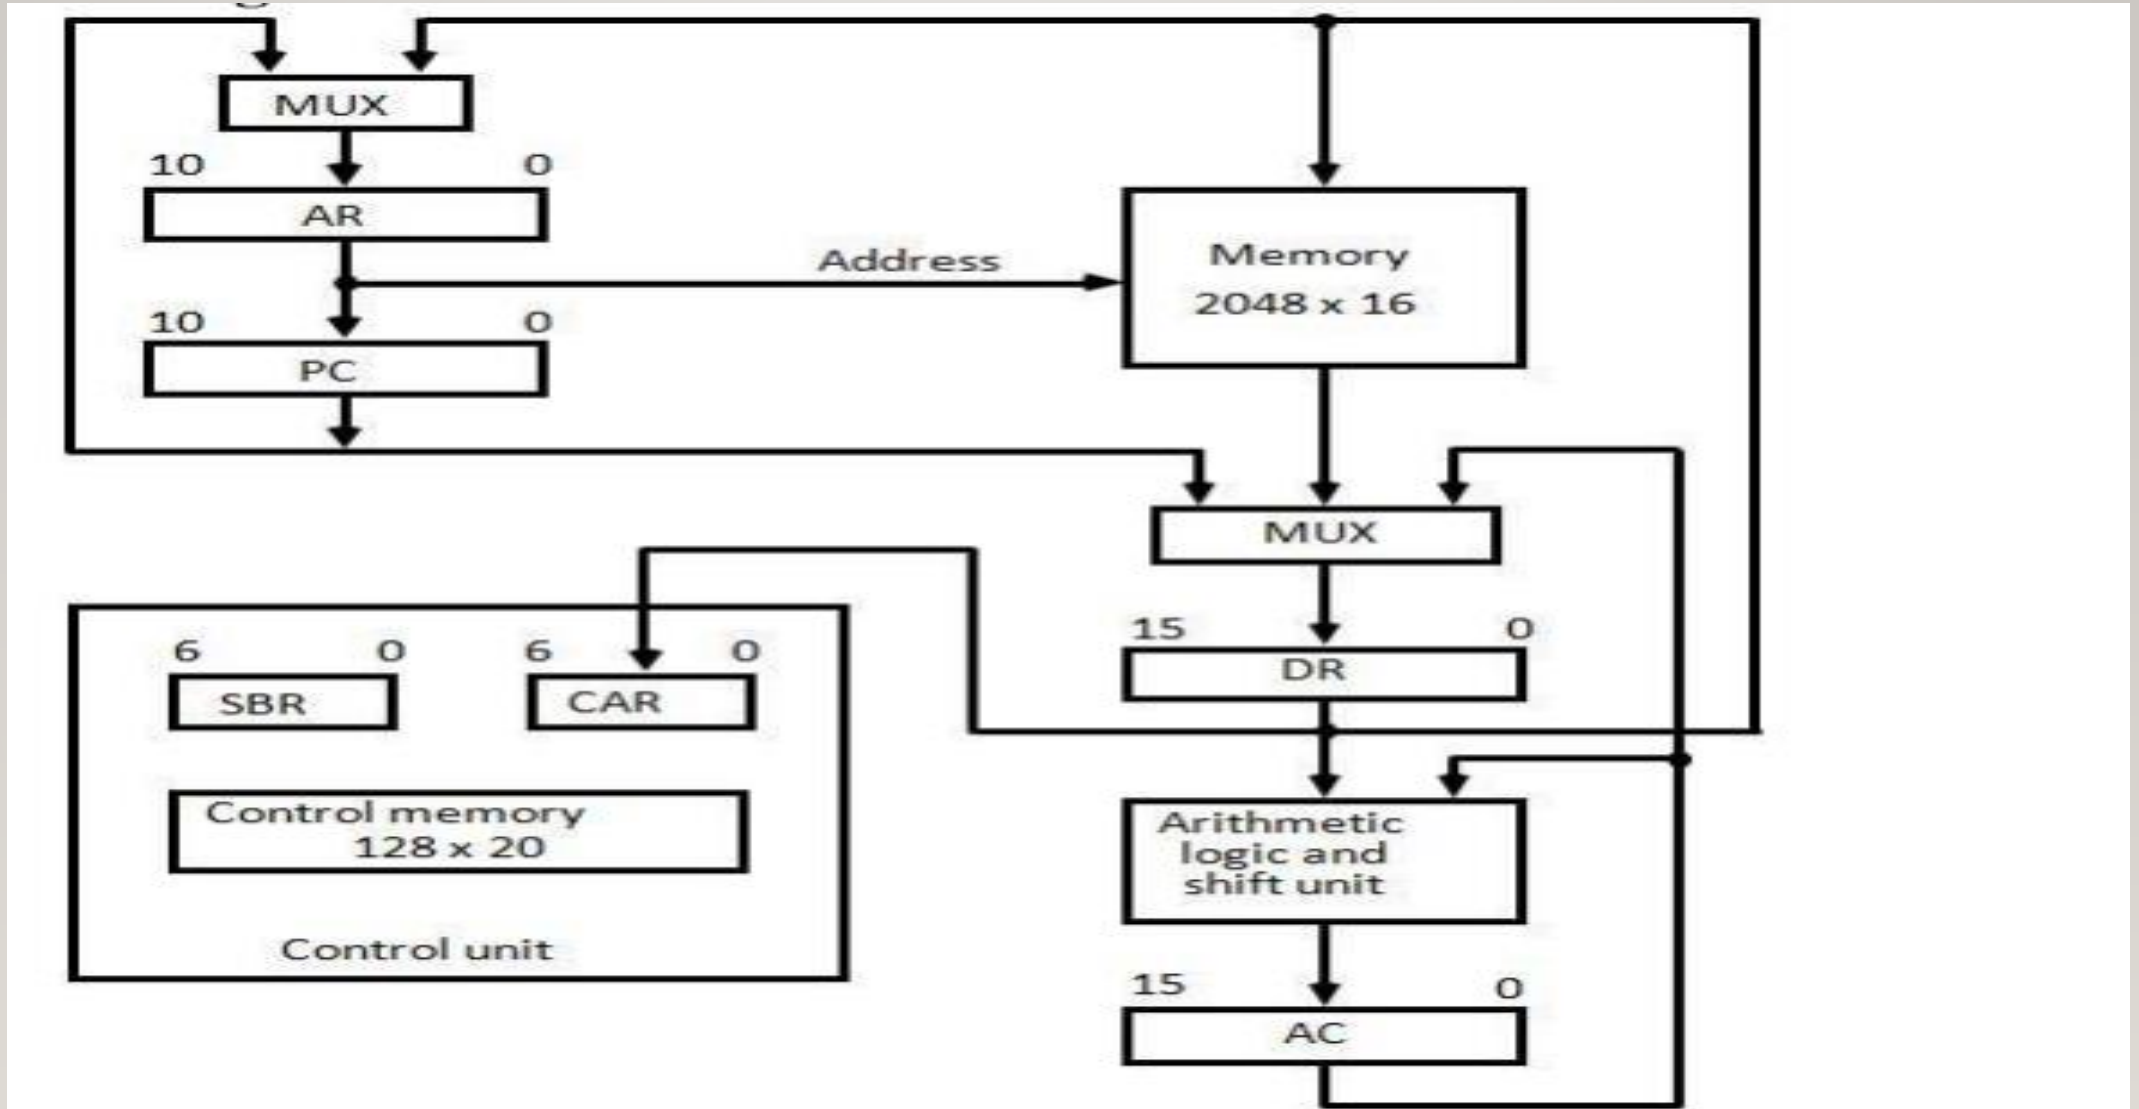 MUX
10 0
AR
Address
Memory
2048 x 16
10 0
PC
MUX
15 0
DR
6 0 6 0
SBR CAR
Control memory
128 x 20
Control unit
Arithmetic
logic and
shift unit
15 0
AC